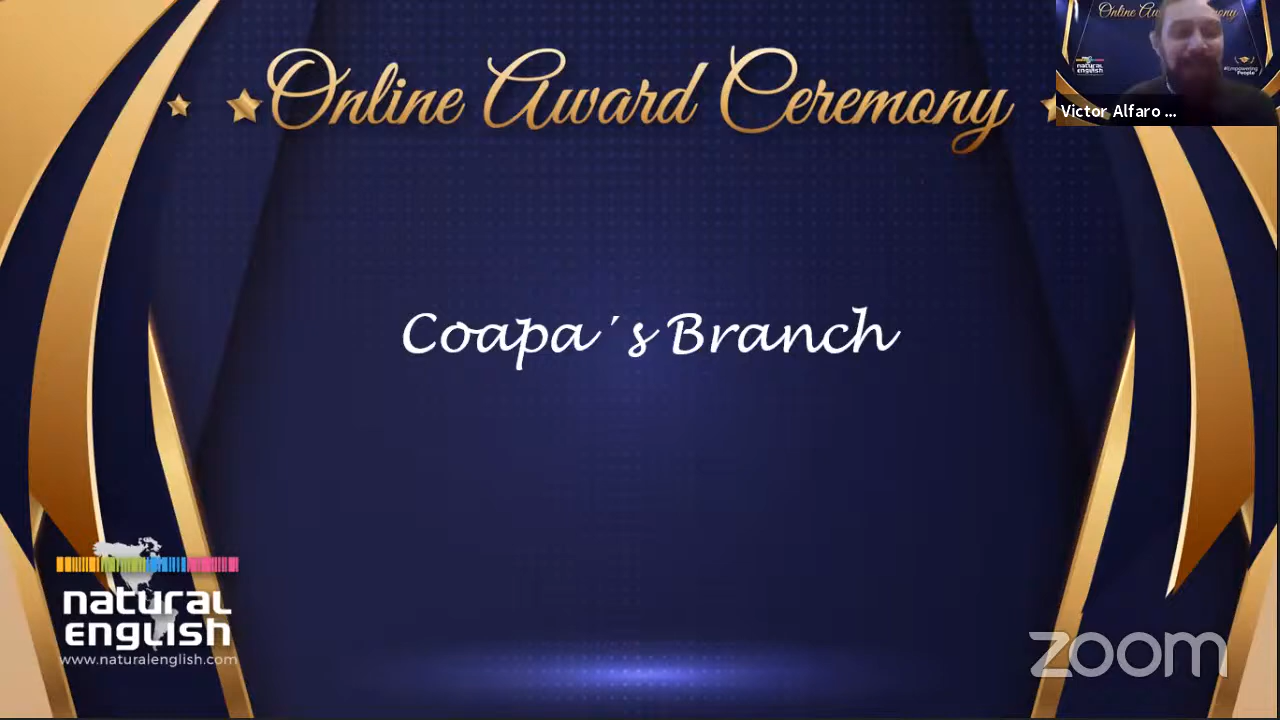 Online Award Ceremony
Victor Alfaro ...
Coapa´s Branch
natural
english
www.naturalenglish.com
zoom